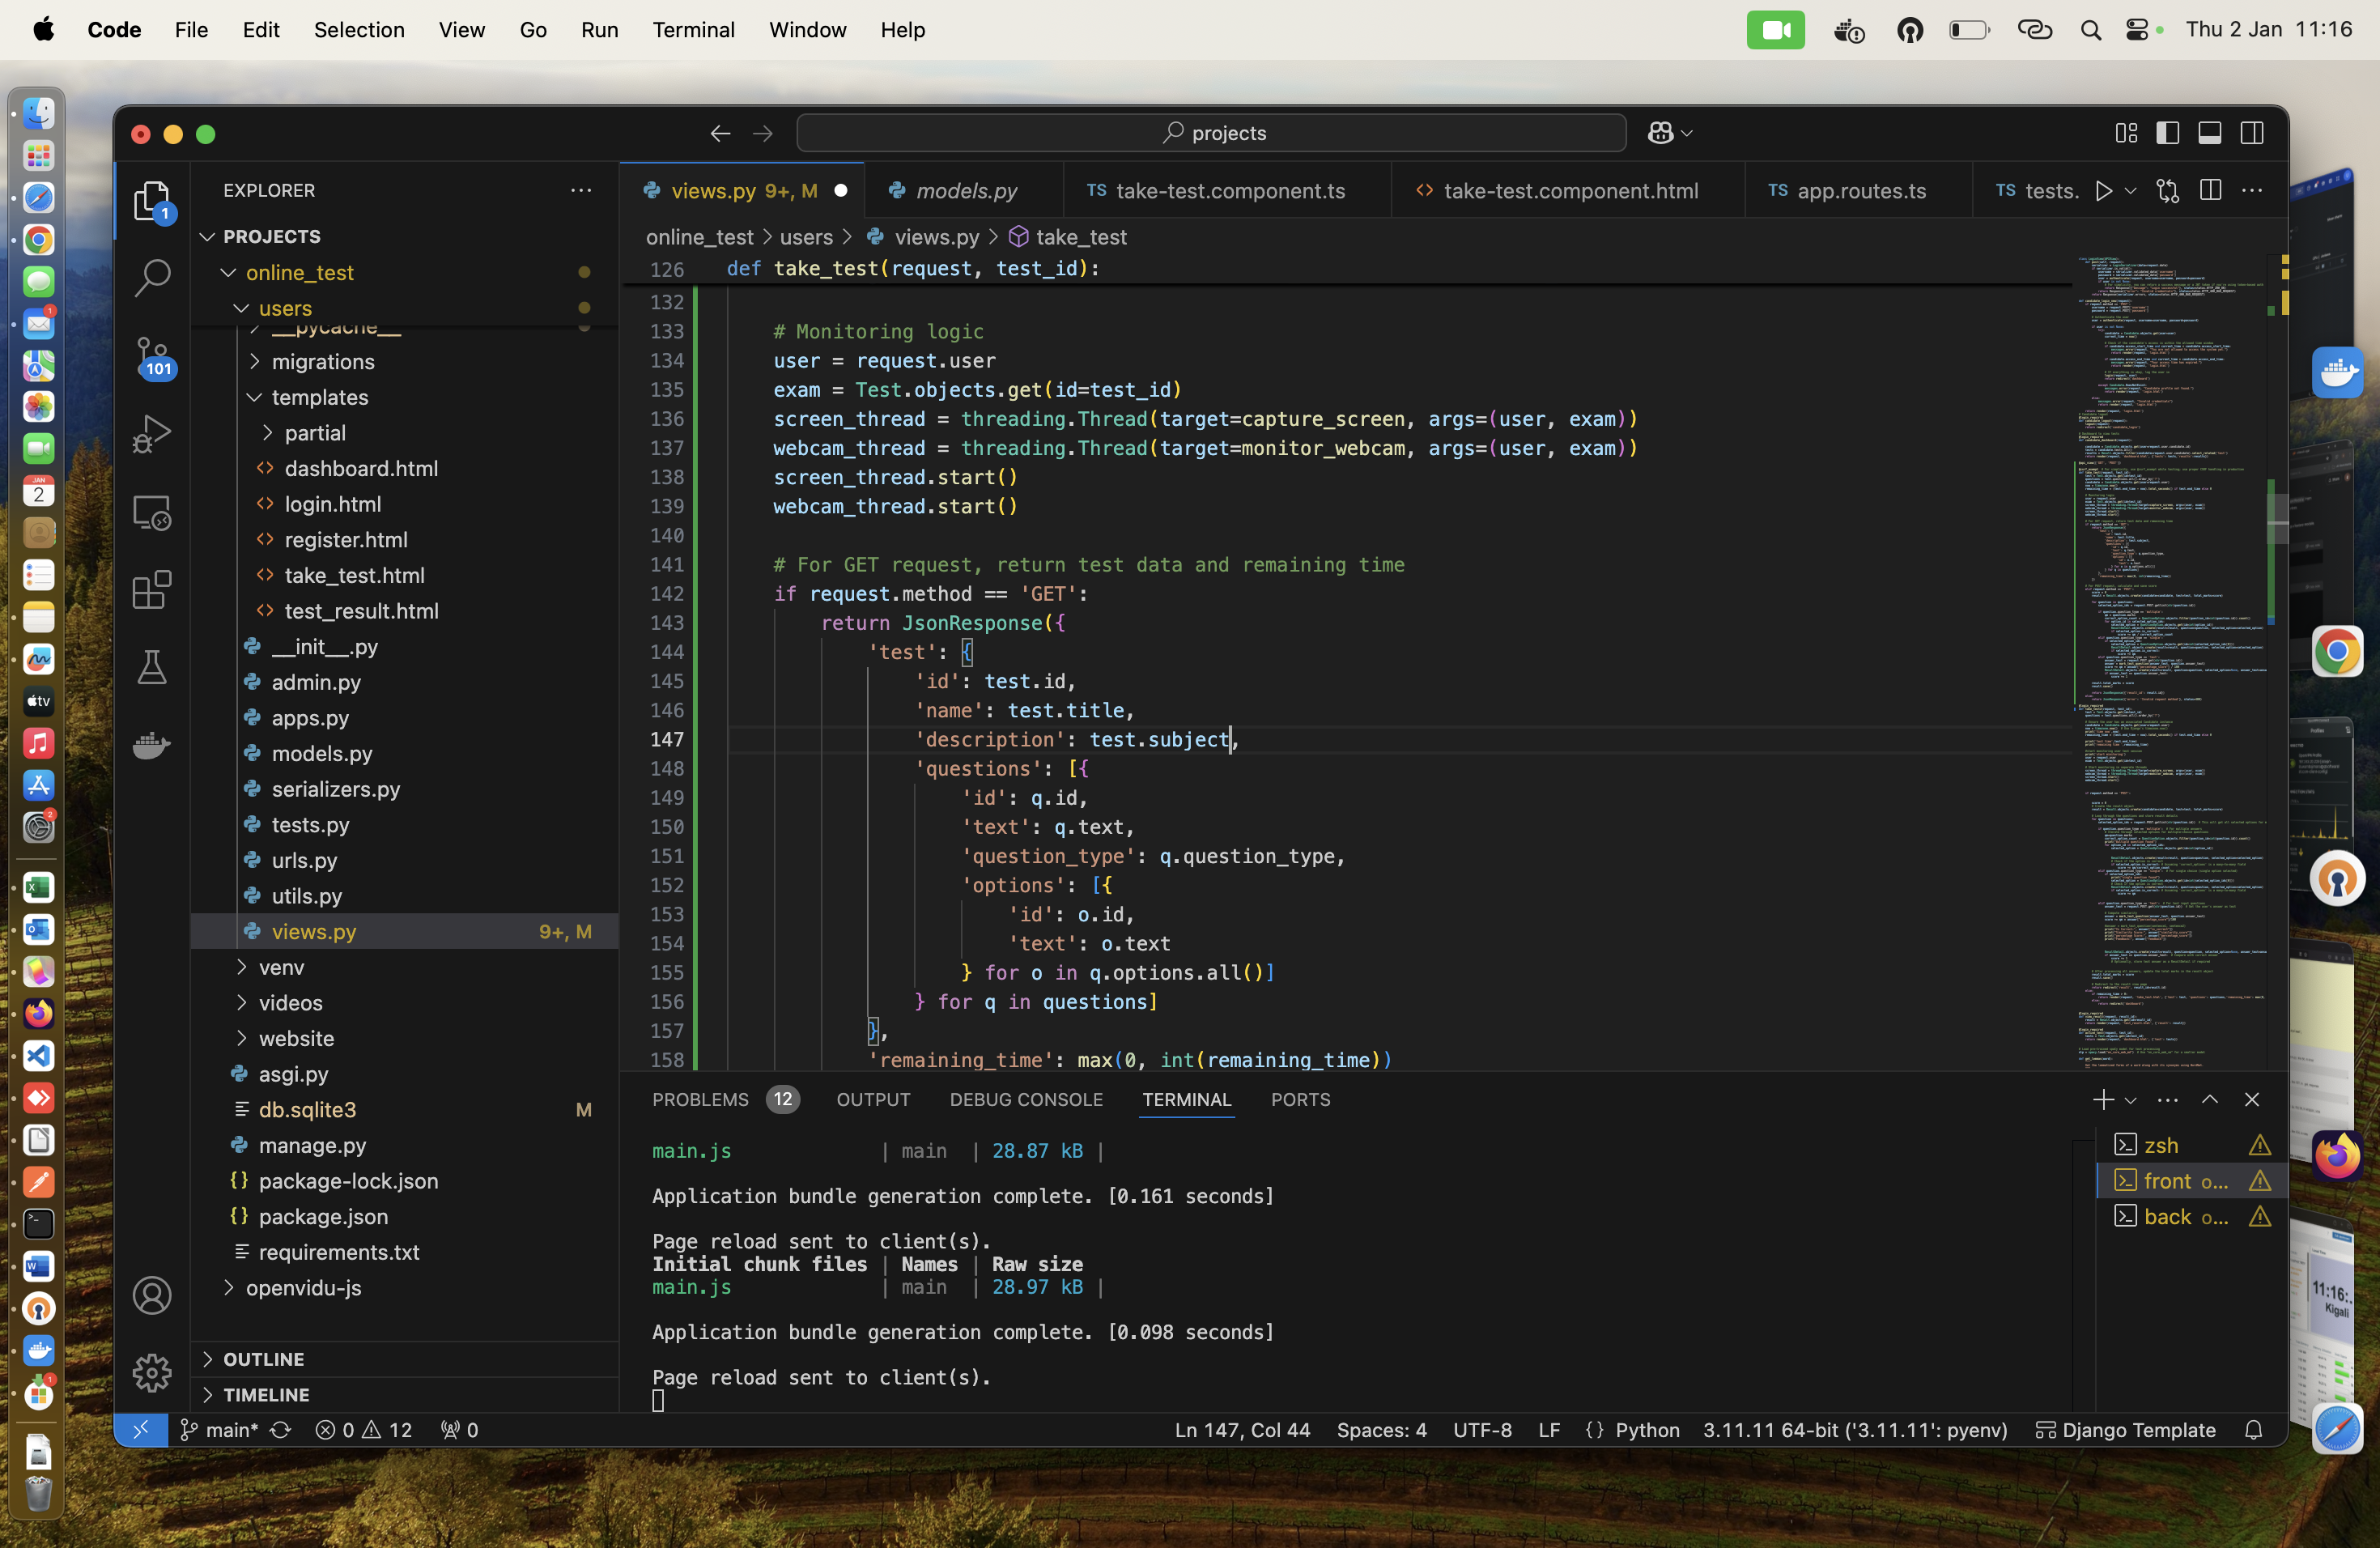 Code File Edit Selection View Go Run Terminal Window Help Thu 2 Jan 11:16
projects
EXPLORER
views.py 9+, M models.py TS take-test.component.ts take-test.component.html TS app.routes.ts TS tests.
PROJECTS
online_test
users
__pycache__
migrations
templates
partial
dashboard.html
login.html
register.html
take_test.html
test_result.html
__init__.py
admin.py
apps.py
models.py
serializers.py
tests.py
urls.py
utils.py
views.py 9+, M
venv
videos
website
asgi.py
db.sqlite3 M
manage.py
package-lock.json
package.json
requirements.txt
openvidu-js
OUTLINE
TIMELINE
1
101
online_test > users > views.py > take_test
126 def take_test(request, test_id):
132
133 # Monitoring logic
134 user = request.user
135 exam = Test.objects.get(id=test_id)
136 screen_thread = threading.Thread(target=capture_screen, args=(user, exam))
137 webcam_thread = threading.Thread(target=monitor_webcam, args=(user, exam))
138 screen_thread.start()
139 webcam_thread.start()
140
141 # For GET request, return test data and remaining time
142 if request.method == 'GET':
143 return JsonResponse({
144 'test': {
145 'id': test.id,
146 'name': test.title,
147 'description': test.subject,
148 'questions': [{
149 'id': q.id,
150 'text': q.text,
151 'question_type': q.question_type,
152 'options': [{
153 'id': o.id,
154 'text': o.text
155 } for o in q.options.all()]
156 } for q in questions]
157 },
158 'remaining_time': max(0, int(remaining_time))
PROBLEMS 12 OUTPUT DEBUG CONSOLE TERMINAL PORTS
main.js | main | 28.87 kB |
Application bundle generation complete. [0.161 seconds]
Page reload sent to client(s).
Initial chunk files | Names | Raw size
main.js | main | 28.97 kB |
Application bundle generation complete. [0.098 seconds]
Page reload sent to client(s).
zsh
front o...
back o...
main* 0 12 0 Ln 147, Col 44 Spaces: 4 UTF-8 LF {} Python 3.11.11 64-bit ('3.11.11': pyenv) Django Template
JAN
2
tv
11:16:
Kigali